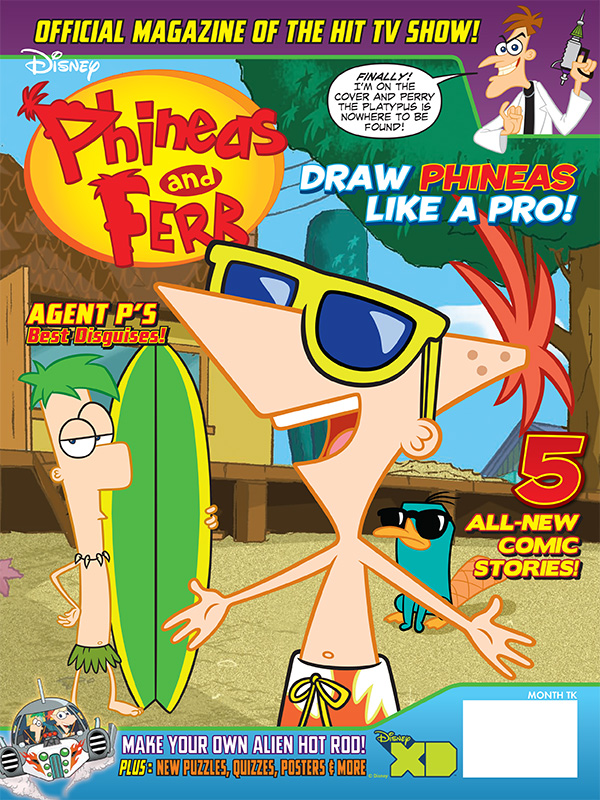 OFFICIAL MAGAZINE OF THE HIT TV SHOW!
Disney
FINALLY!
I'M ON THE
COVER AND PERRY
THE PLATYPUS IS
NOWHERE TO BE
FOUND!
Phineas
and
FERB
DRAW PHINEAS
LIKE A PRO!
AGENT P'S
Best Disguises!
5
ALL-NEW
COMIC
STORIES!
MONTH TK
MAKE YOUR OWN ALIEN HOT ROD!
PLUS: NEW PUZZLES, QUIZZES, POSTERS & MORE
Disney
XD
© Disney